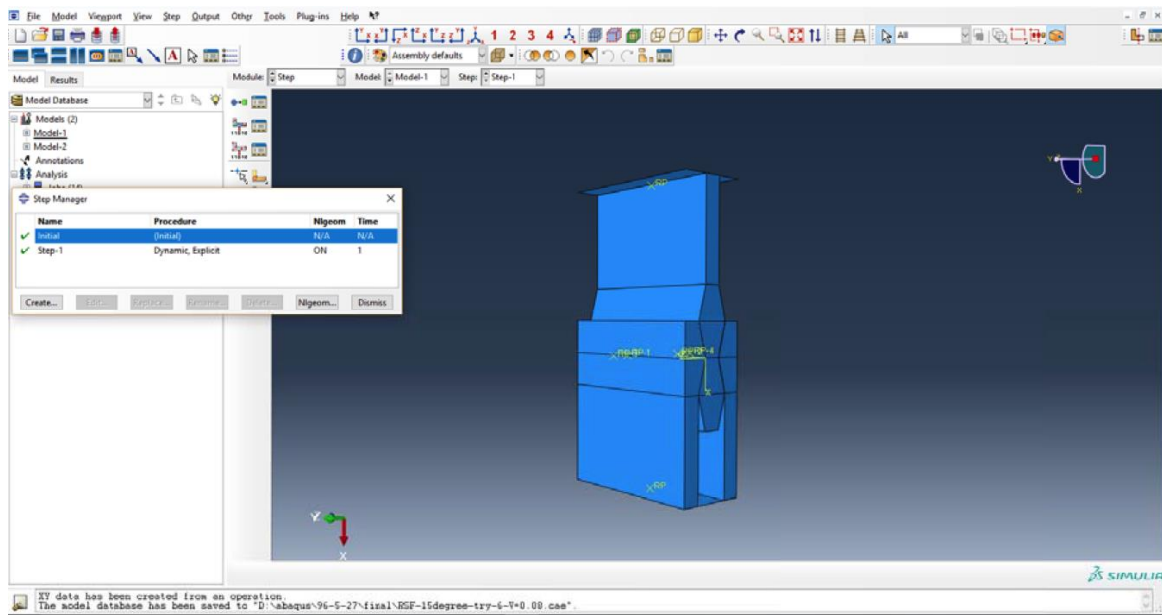 File Model Viewport View Step Output Other Tools Plug-ins Help
1 2 3 4 All
A Assembly defaults
Model Results Module: Step Model: Model-1 Step: Step-1
Model Database
Models (2)
Model-1
Model-2
Annotations
Analysis
Step Manager
Name Procedure Nlgeom Time
Initial (Initial) N/A N/A
Step-1 Dynamic, Explicit ON 1
Create... Edit... Replace... Rename... Delete... Nlgeom... Dismiss
RP
Y
X
X
RP
Y
X
SIMULIA
XY data has been created from an operation.
The model database has been saved to "D:\abaqus\96-5-27\final\RSF-15degree-try-6-V=0.08.cae".